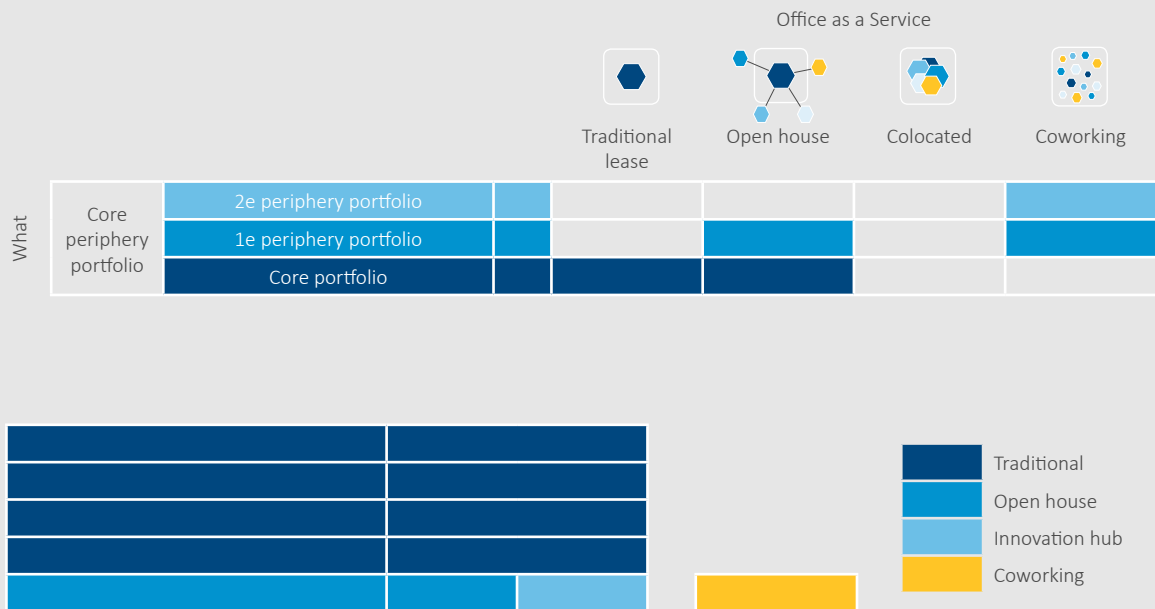 Office as a Service
Traditional
lease
Open house
Colocated
Coworking
What
Core
periphery
portfolio
2e periphery portfolio
1e periphery portfolio
Core portfolio
Traditional
Open house
Innovation hub
Coworking